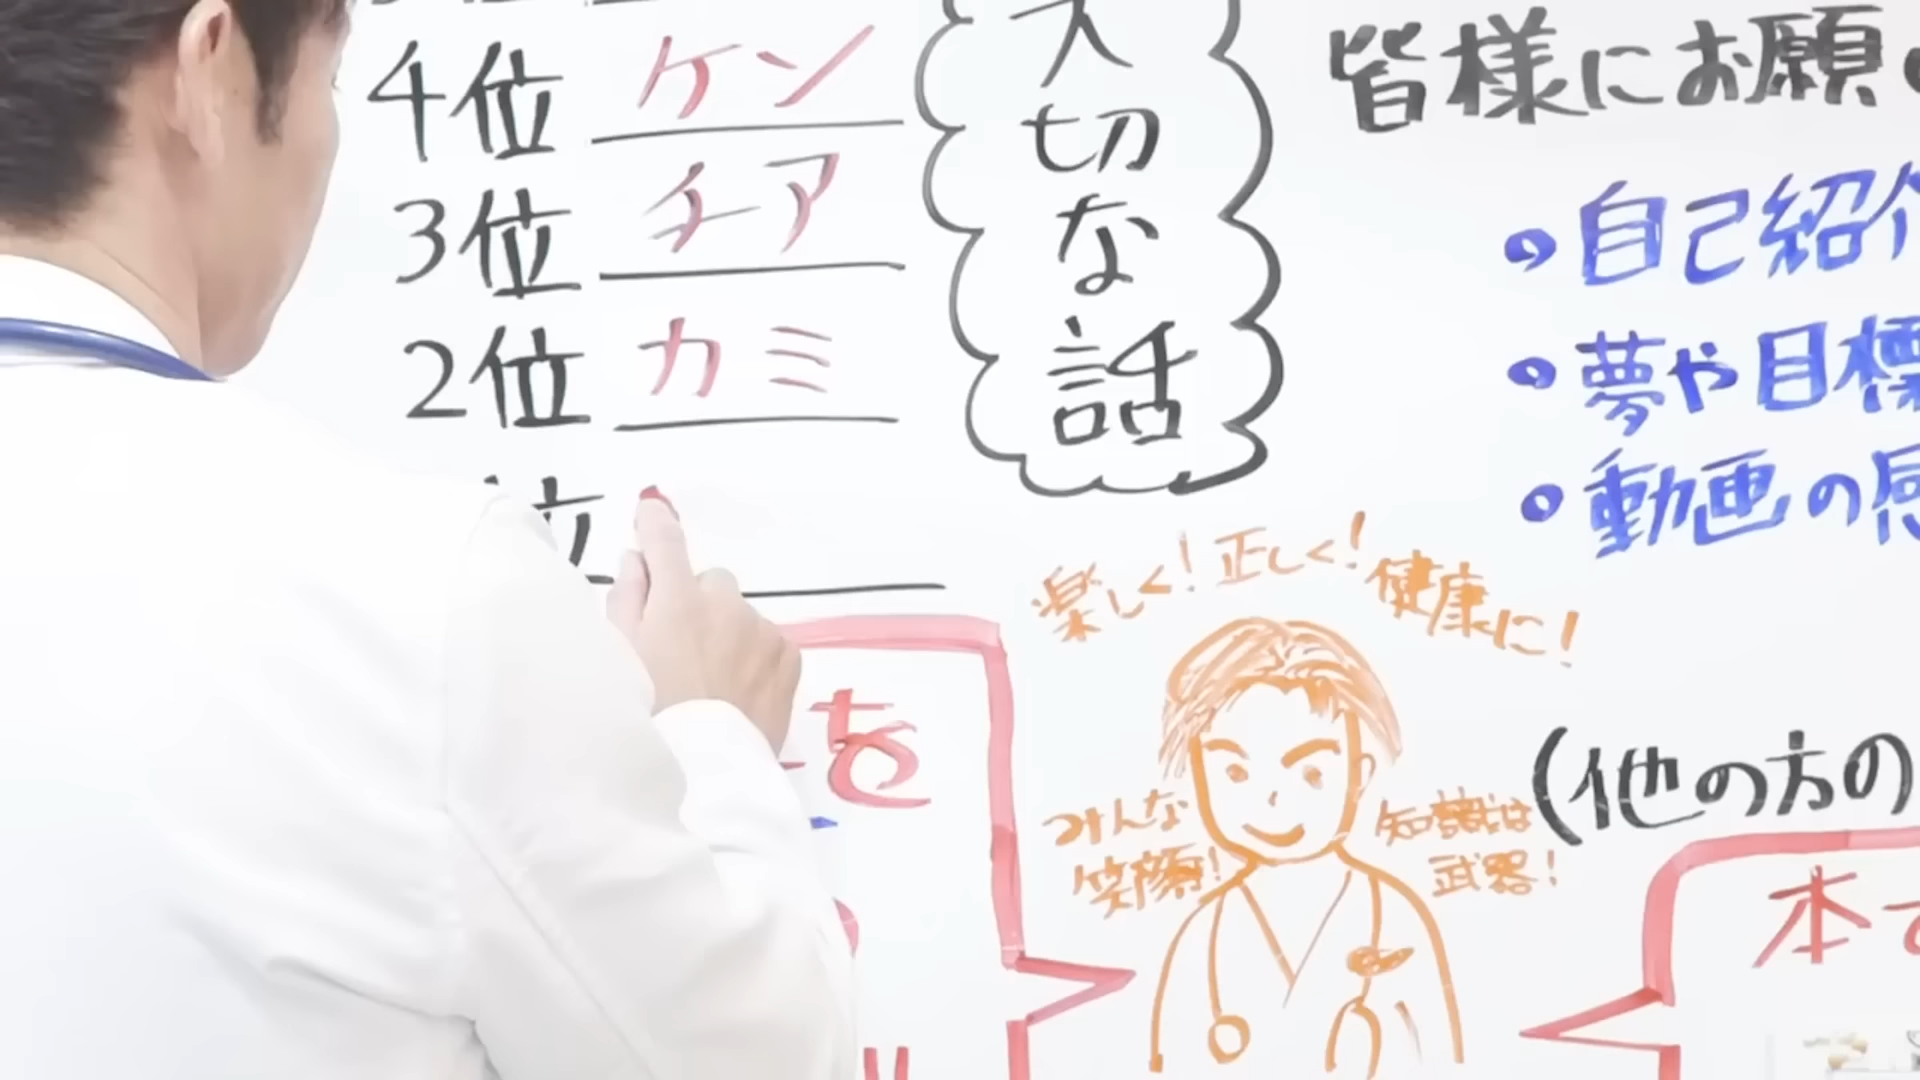 4位 ケン
3位 チア
2位 カミ
位
大切な話
皆様にお願い
・自己紹介
・夢や目標
・動画の感
楽しく!正しく!健康に!
みんな
笑顔!
知識は
武器!
を
(他の方の
本